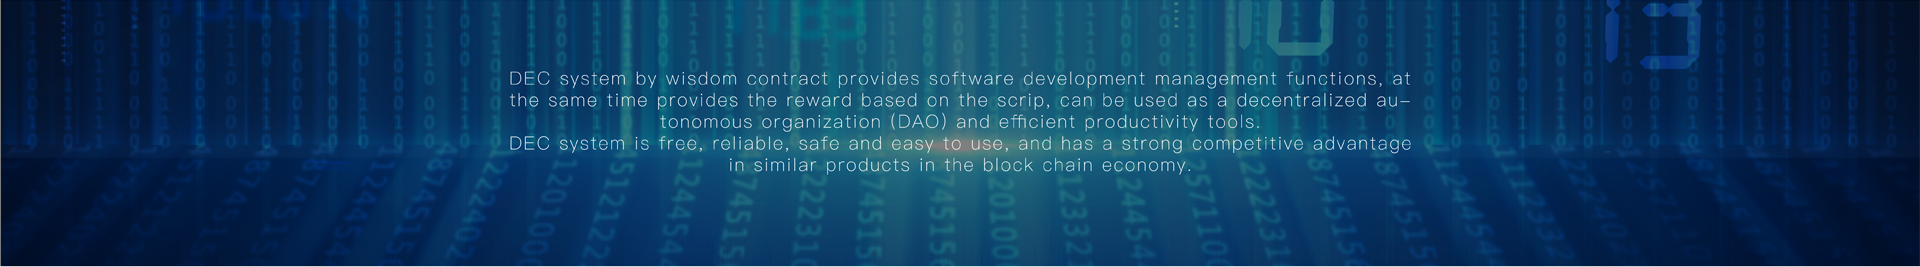 DEC system by wisdom contract provides software development management functions, at
the same time provides the reward based on the scrip, can be used as a decentralized au-
tonomous organization (DAO) and efficient productivity tools.
DEC system is free, reliable, safe and easy to use, and has a strong competitive advantage
in similar products in the block chain economy.